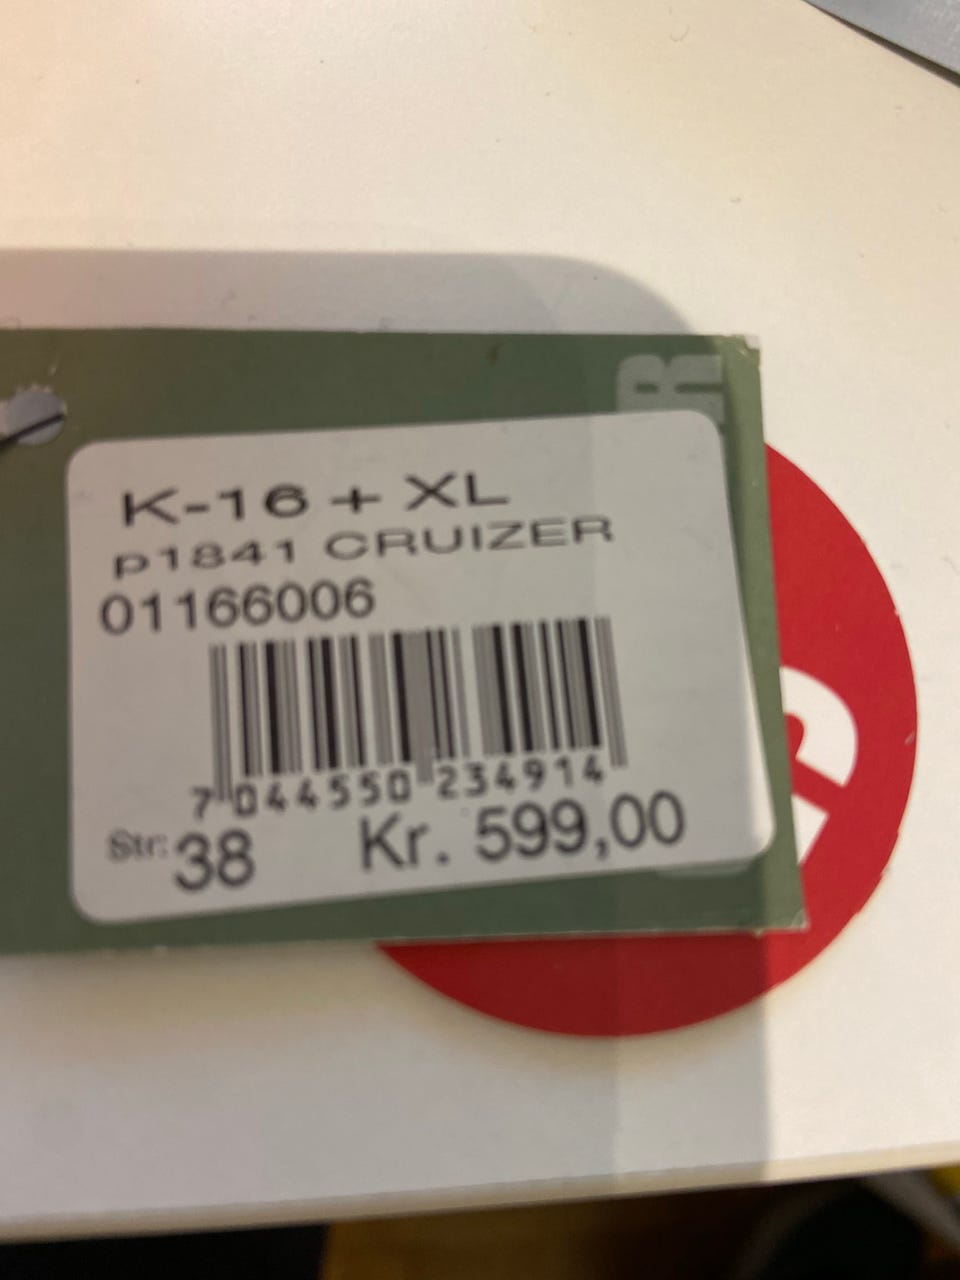 K-16 + XL
p1841 CRUIZER
01166006
7 044550 234914
Str: 38 Kr. 599,00